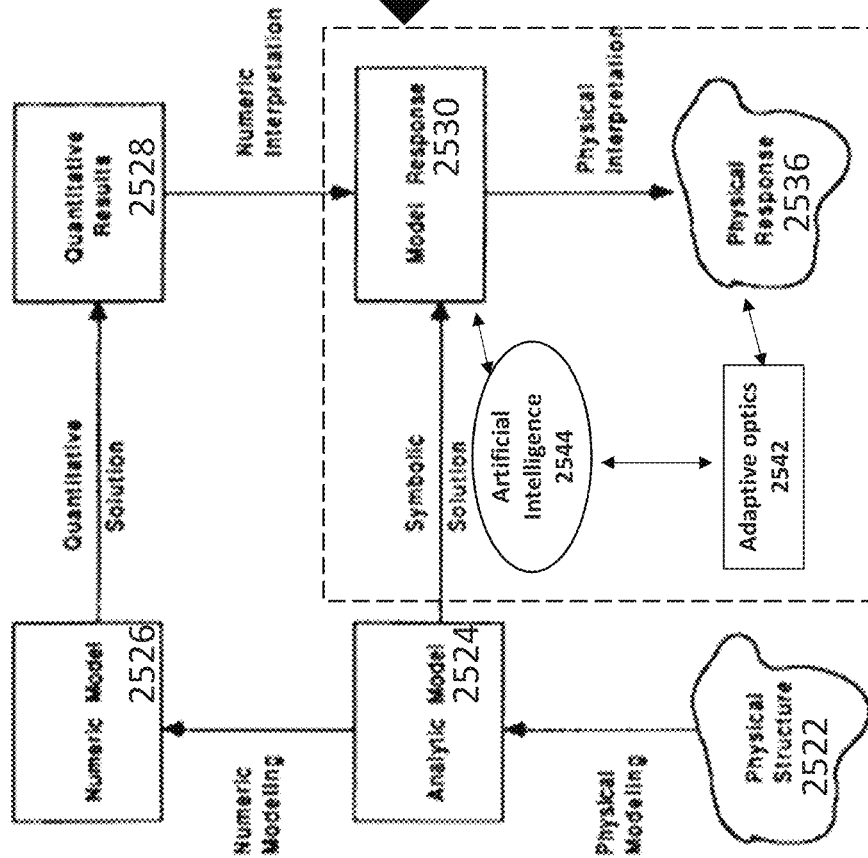 Numeric Model
2526
Quantitative
Solution
Quantitative
Results
2528
Numeric
Modeling
Numeric
Interpretation
Analytic Model
2524
Symbolic
Solution
Model Response
2530
Artificial
Intelligence
2544
Physical
Modeling
Physical
Interpretation
Physical
Structure
2522
Adaptive optics
2542
Physical
Response
2536